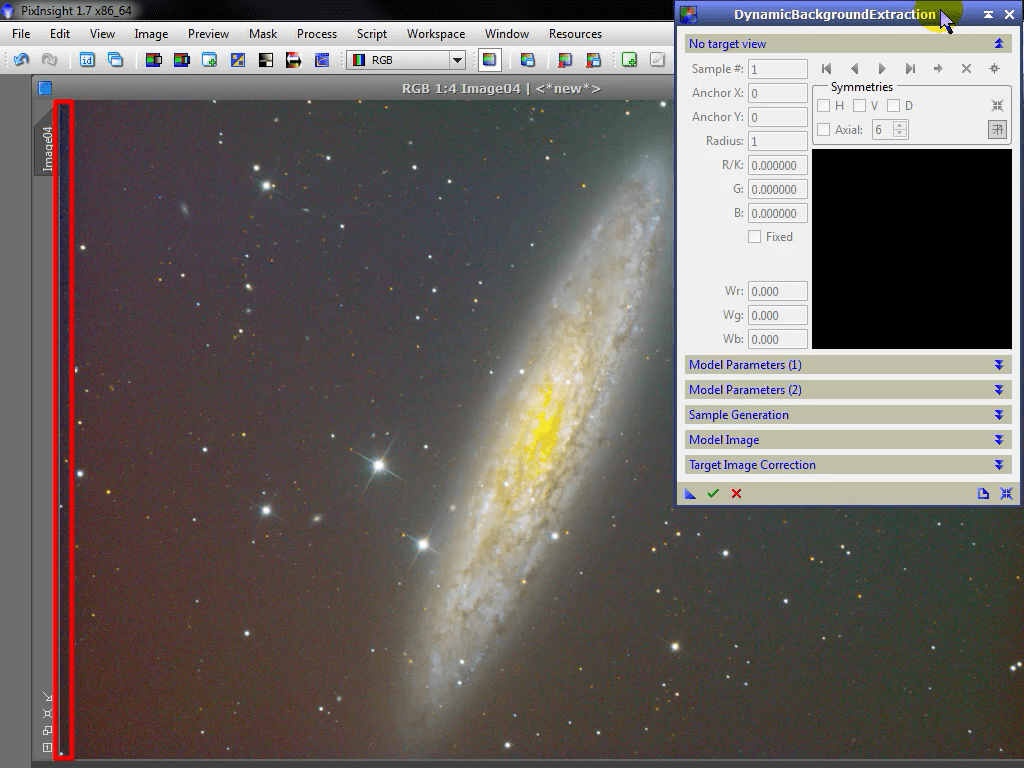 PixInsight 1.7 x86_64
File Edit View Image Preview Mask Process Script Workspace Window Resources
RGB
RGB 1:4 Image04 | <*new*>
Image04
DynamicBackgroundExtraction
No target view
Sample #: 1
Anchor X: 0
Anchor Y: 0
Radius: 1
R/K: 0.000000
G: 0.000000
B: 0.000000
Fixed
Wr: 0.000
Wg: 0.000
Wb: 0.000
Symmetries
H V D
Axial: 6
Model Parameters (1)
Model Parameters (2)
Sample Generation
Model Image
Target Image Correction